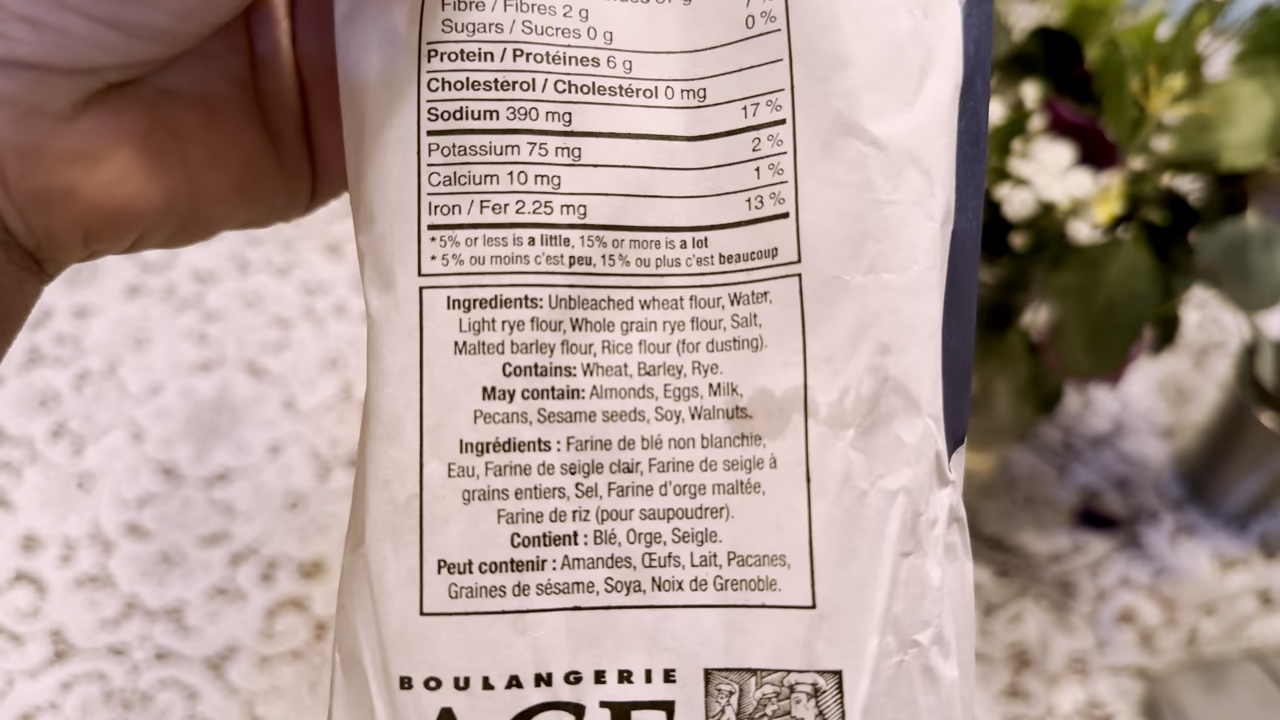 Fibre / Fibres 2 g
Sugars / Sucres 0 g 0 %
Protein / Protéines 6 g
Cholesterol / Cholestérol 0 mg
Sodium 390 mg 17 %
Potassium 75 mg 2 %
Calcium 10 mg 1 %
Iron / Fer 2.25 mg 13 %
*5% or less is a little, 15% or more is a lot
*5% ou moins c'est peu, 15% ou plus c'est beaucoup
Ingredients: Unbleached wheat flour, Water,
Light rye flour, Whole grain rye flour, Salt,
Malted barley flour, Rice flour (for dusting).
Contains: Wheat, Barley, Rye.
May contain: Almonds, Eggs, Milk,
Pecans, Sesame seeds, Soy, Walnuts.
Ingrédients : Farine de blé non blanchie,
Eau, Farine de seigle clair, Farine de seigle à
grains entiers, Sel, Farine d'orge maltée,
Farine de riz (pour saupoudrer).
Contient : Blé, Orge, Seigle.
Peut contenir : Amandes, Œufs, Lait, Pacanes,
Graines de sésame, Soya, Noix de Grenoble.
BOULANGERIE